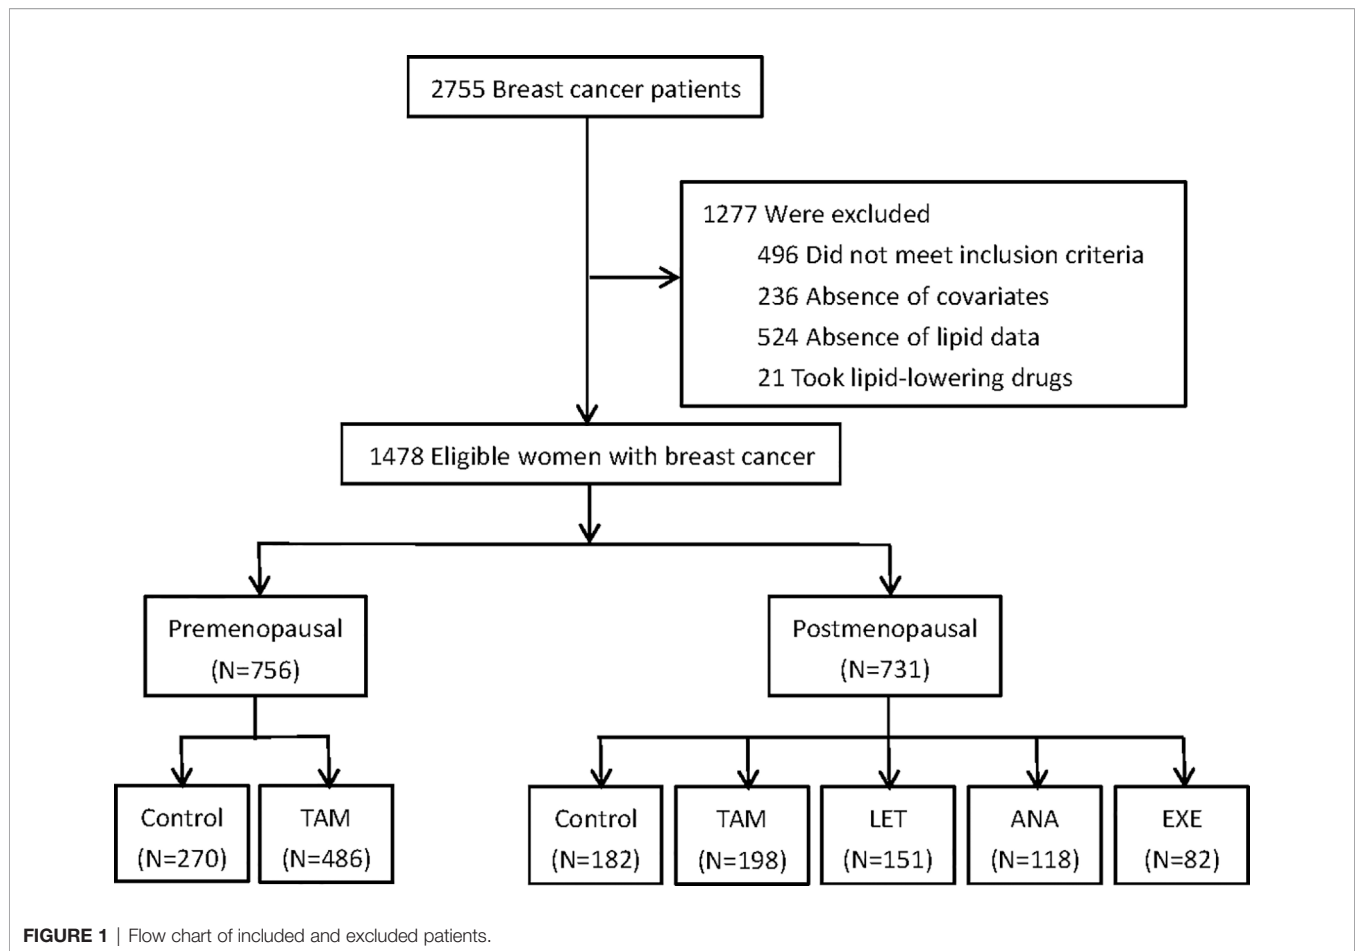 2755 Breast cancer patients
1277 Were excluded
496 Did not meet inclusion criteria
236 Absence of covariates
524 Absence of lipid data
21 Took lipid-lowering drugs
1478 Eligible women with breast cancer
Premenopausal
(N=756)
Postmenopausal
(N=731)
Control
(N=270)
TAM
(N=486)
Control
(N=182)
TAM
(N=198)
LET
(N=151)
ANA
(N=118)
EXE
(N=82)
FIGURE 1 | Flow chart of included and excluded patients.